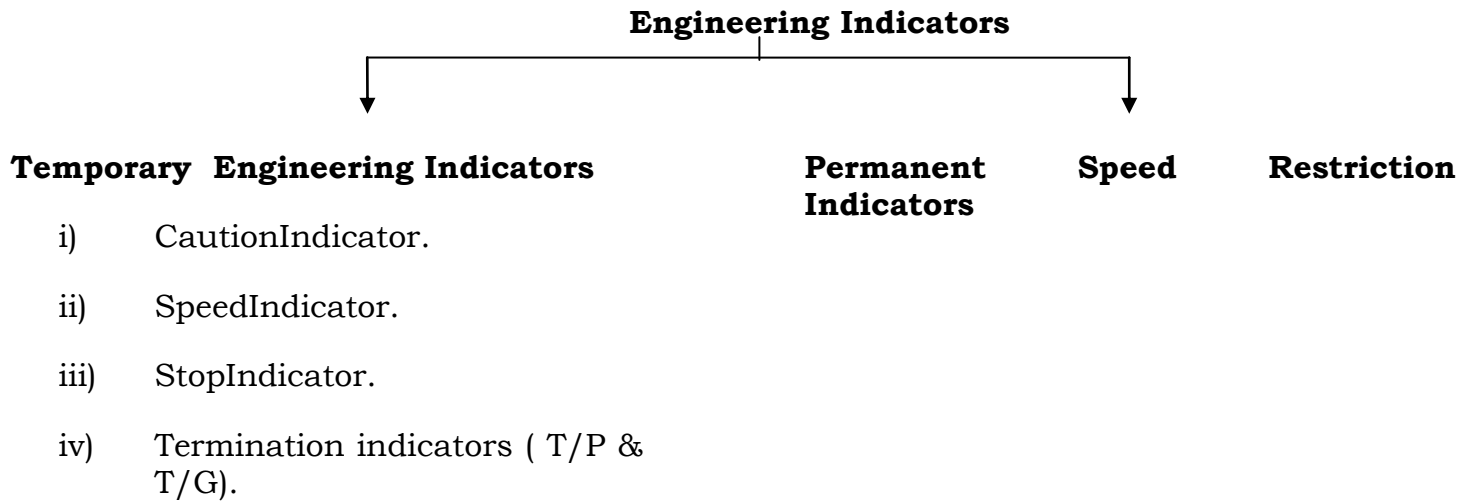 Engineering Indicators
Temporary Engineering Indicators
i) CautionIndicator.
ii) SpeedIndicator.
iii) StopIndicator.
iv) Termination indicators ( T/P &
T/G).
Permanent Speed Restriction
Indicators